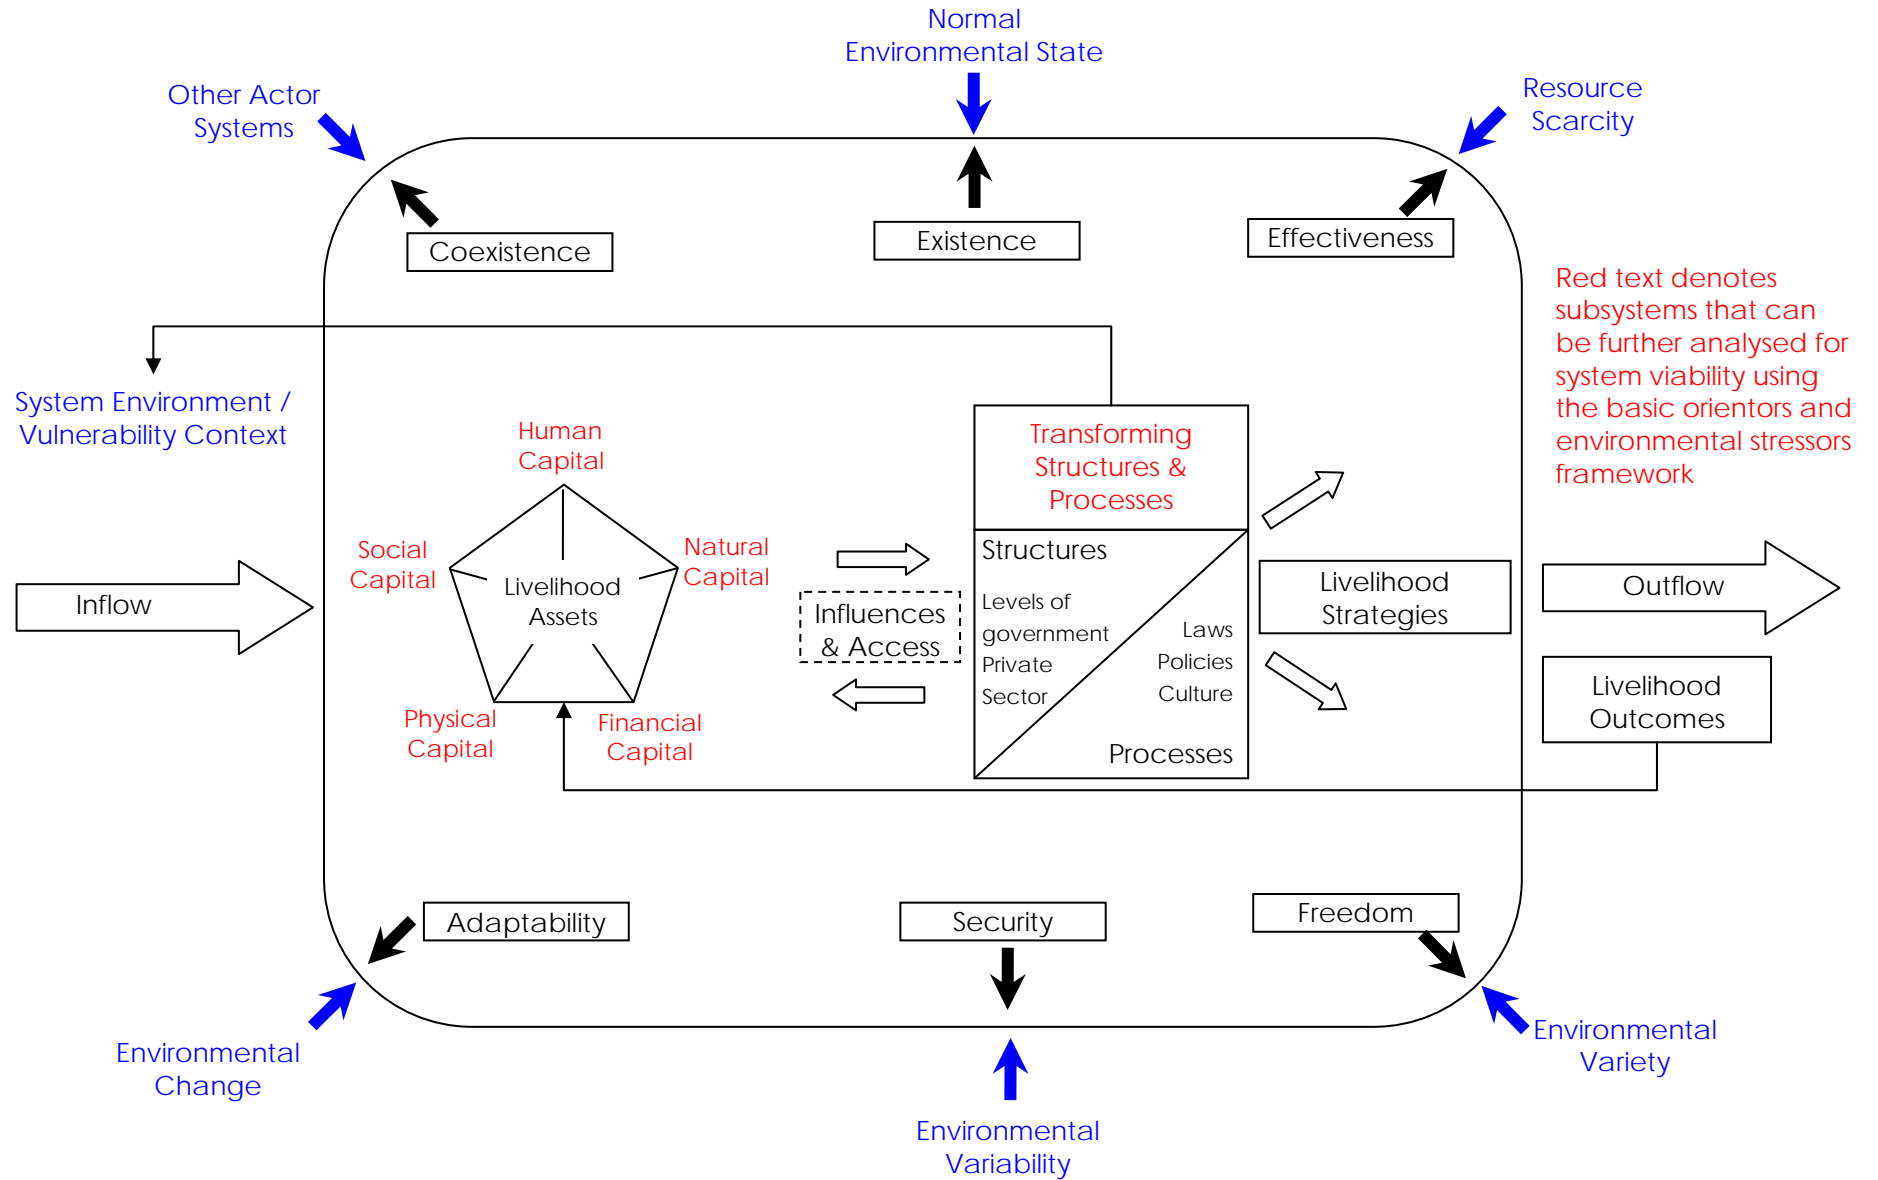 Normal
Environmental State
Other Actor
Systems
Resource
Scarcity
Coexistence
Existence
Effectiveness
Red text denotes
subsystems that can
be further analysed for
system viability using
the basic orientors and
environmental stressors
framework
System Environment /
Vulnerability Context
Human
Capital
Social
Capital
Natural
Capital
Livelihood
Assets
Physical
Capital
Financial
Capital
Inflow
Influences
& Access
Transforming
Structures &
Processes
Structures
Levels of
government
Private
Sector
Laws
Policies
Culture
Processes
Livelihood
Strategies
Outflow
Livelihood
Outcomes
Adaptability
Security
Freedom
Environmental
Change
Environmental
Variability
Environmental
Variety